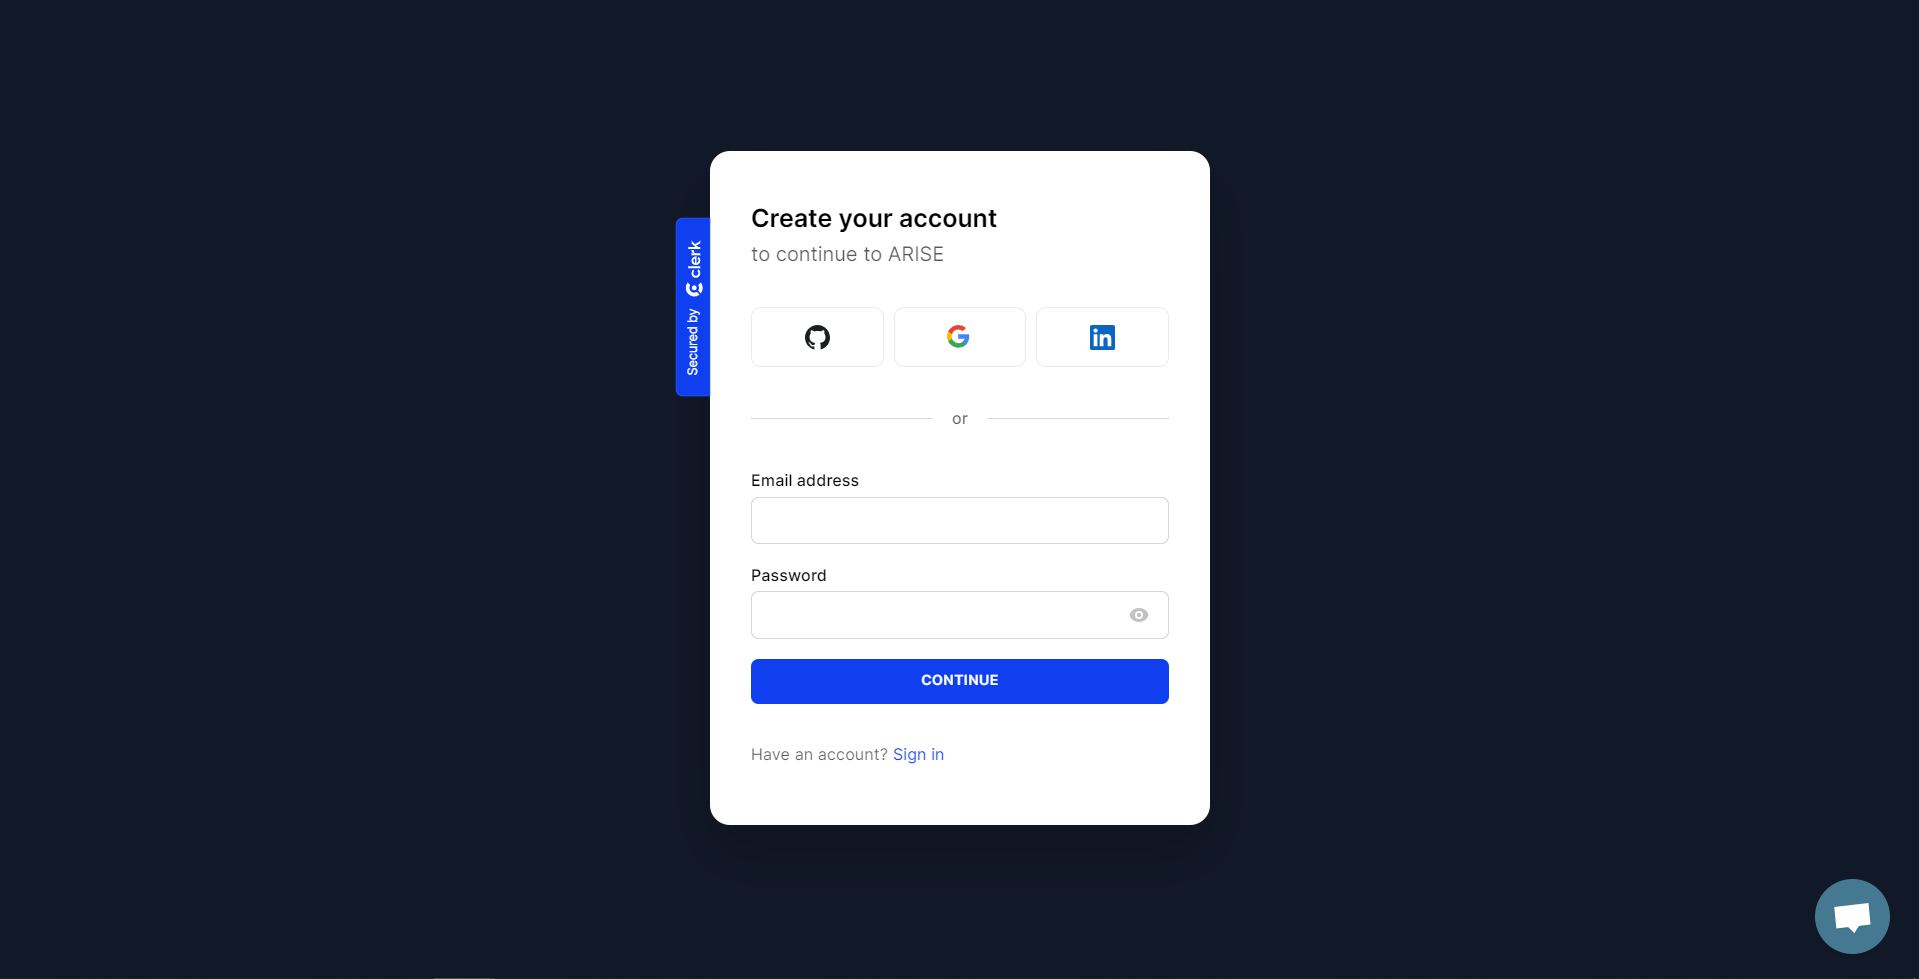 Create your account
to continue to ARISE
Secured by clerk
or
Email address
Password
CONTINUE
Have an account? Sign in